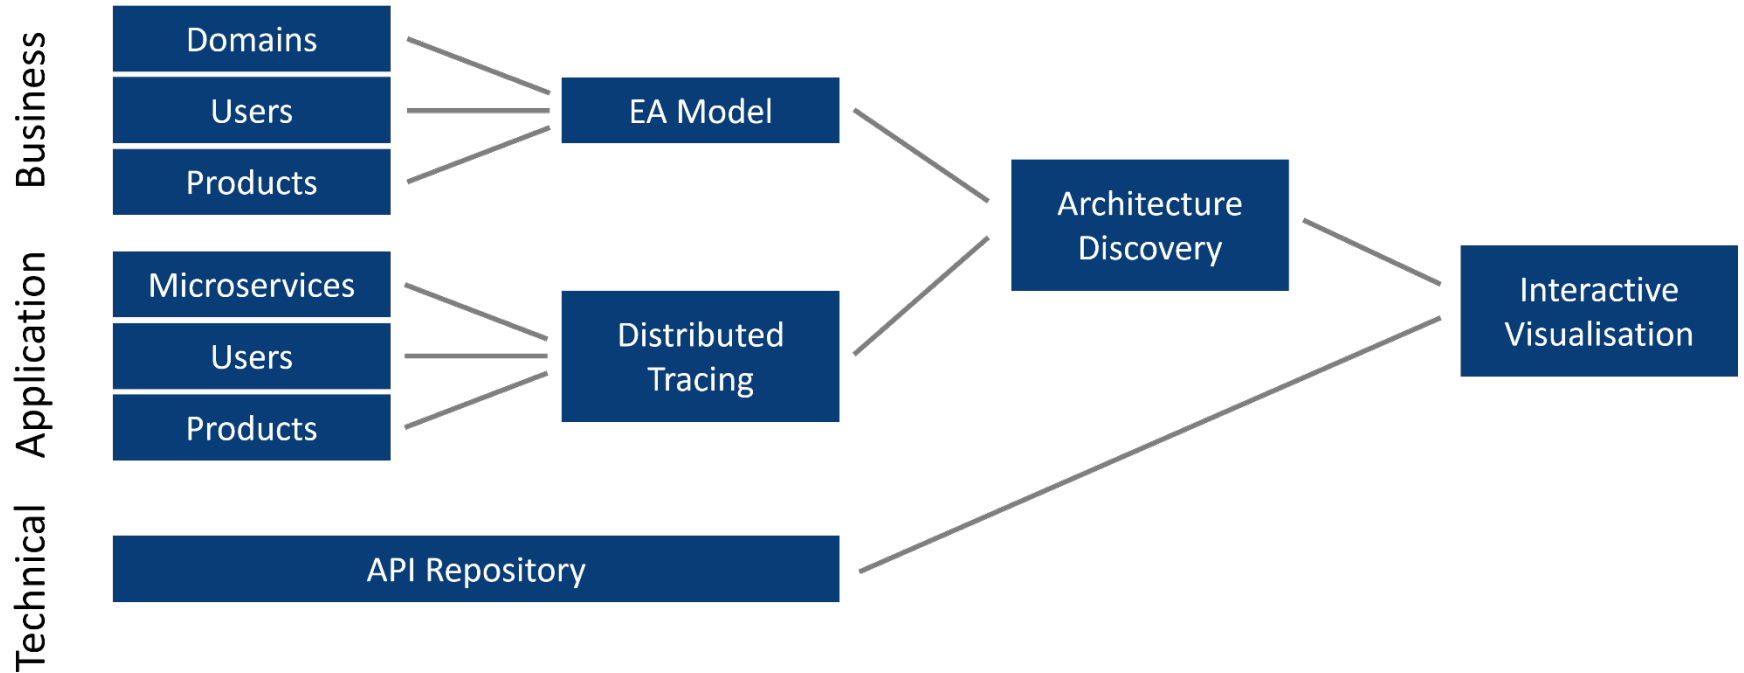 Business
Domains
Users
Products
EA Model
Application
Microservices
Users
Products
Distributed
Tracing
Architecture
Discovery
Interactive
Visualisation
Technical
API Repository